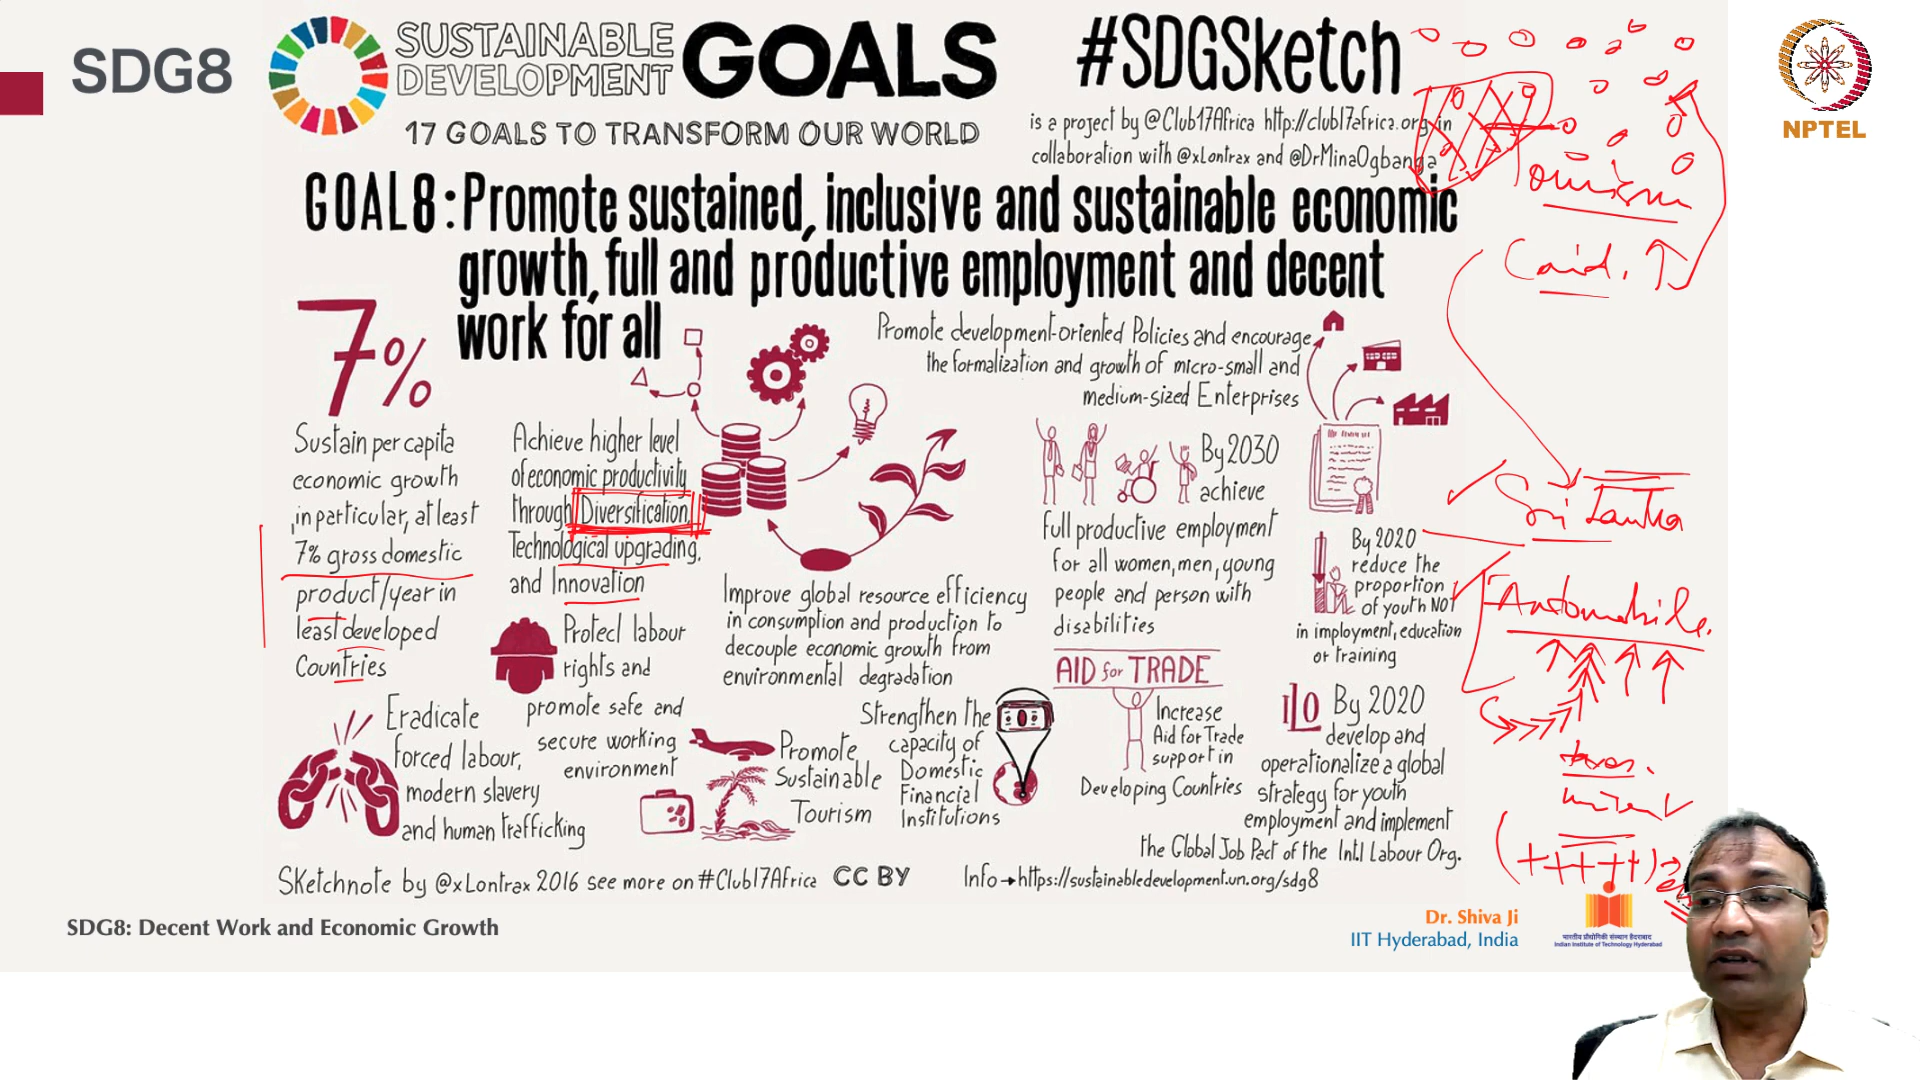 SDG8
SUSTAINABLE
DEVELOPMENT
GOALS
17 GOALS TO TRANSFORM OUR WORLD
#SDGSketch
is a project by @Club17Africa http://club17africa.org in
collaboration with @xLontrax and @DrMinaOgbanga
NPTEL
GOAL8: Promote sustained, inclusive and sustainable economic
growth, full and productive employment and decent
work for all
7%
Sustain per capita
economic growth
, in particular, at least
7% gross domestic
product/year in
least developed
Countries
Achieve higher level
of economic productivity
through Diversification,
Technological upgrading,
and Innovation
Promote development-oriented Policies and encourage
the formalization and growth of micro-small and
medium-sized Enterprises
By 2030
achieve
full productive employment
for all women, men, young
people and person with
disabilities
By 2020
reduce the
proportion
of youth NOT
in imployment, education
or training
Improve global resource efficiency
in consumption and production to
decouple economic growth from
environmental degradation
Protect labour
rights and
promote safe and
secure working
environment
Eradicate
forced labour,
modern slavery
and human trafficking
Promote
Sustainable
Tourism
Strengthen the
capacity of
Domestic
Financial
Institutions
AID for TRADE
Increase
Aid for Trade
support in
Developing Countries
ILO By 2020
develop and
operationalize a global
strategy for youth
employment and implement
the Global Job Pact of the Int.l Labour Org.
Sketchnote by @xLontrax 2016 see more on #Club17Africa CC BY
Info→https://sustainabledevelopment.un.org/sdg8
Tourism
Covid.
Sri Lanka
Automobile.
SDG8: Decent Work and Economic Growth
Dr. Shiva Ji
IIT Hyderabad, India
भारतीय प्रौद्योगिकी संस्थान हैदराबाद
Indian Institute of Technology Hyderabad